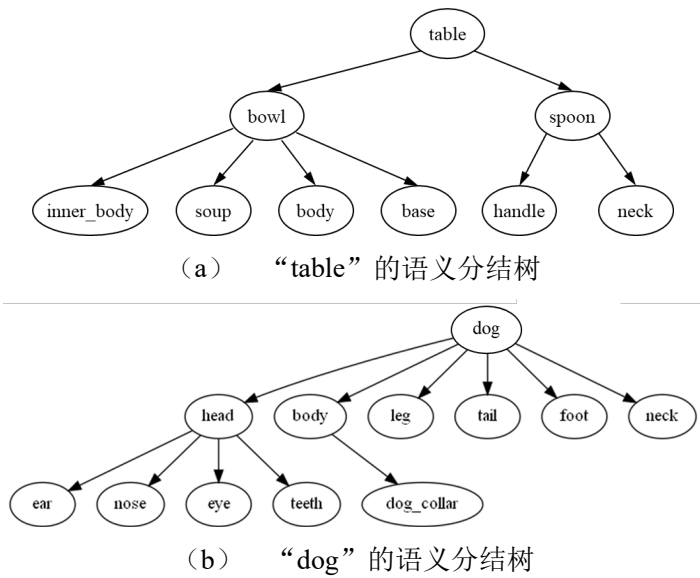 table
bowl spoon
inner_body soup body base handle neck
（a） “table”的语义分结树
dog
head body leg tail foot neck
ear nose eye teeth dog_collar
（b） “dog”的语义分结树